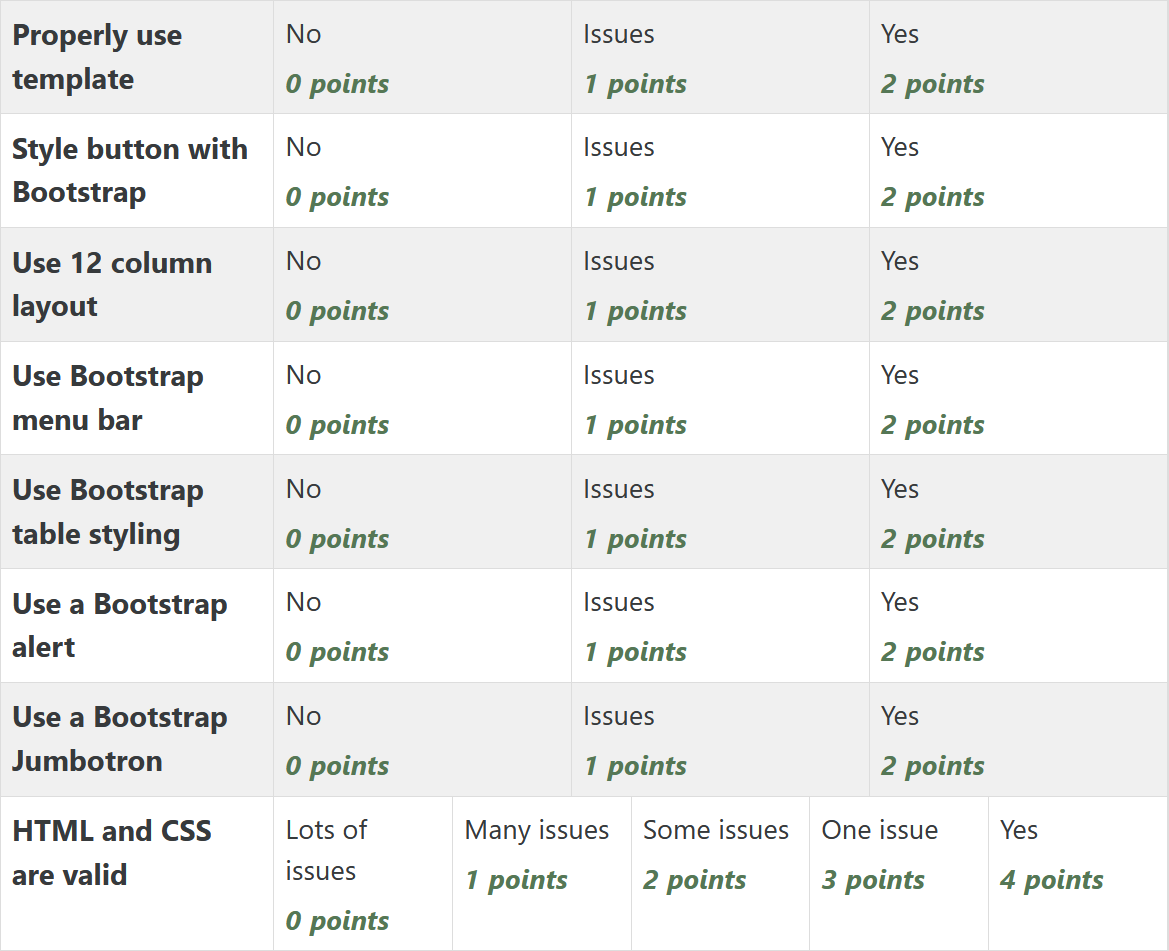 Properly use
template
No
0 points
Issues
1 points
Yes
2 points
Style button with
Bootstrap
No
0 points
Issues
1 points
Yes
2 points
Use 12 column
layout
No
0 points
Issues
1 points
Yes
2 points
Use Bootstrap
menu bar
No
0 points
Issues
1 points
Yes
2 points
Use Bootstrap
table styling
No
0 points
Issues
1 points
Yes
2 points
Use a Bootstrap
alert
No
0 points
Issues
1 points
Yes
2 points
Use a Bootstrap
Jumbotron
No
0 points
Issues
1 points
Yes
2 points
HTML and CSS
are valid
Lots of
issues
0 points
Many issues
1 points
Some issues
2 points
One issue
3 points
Yes
4 points